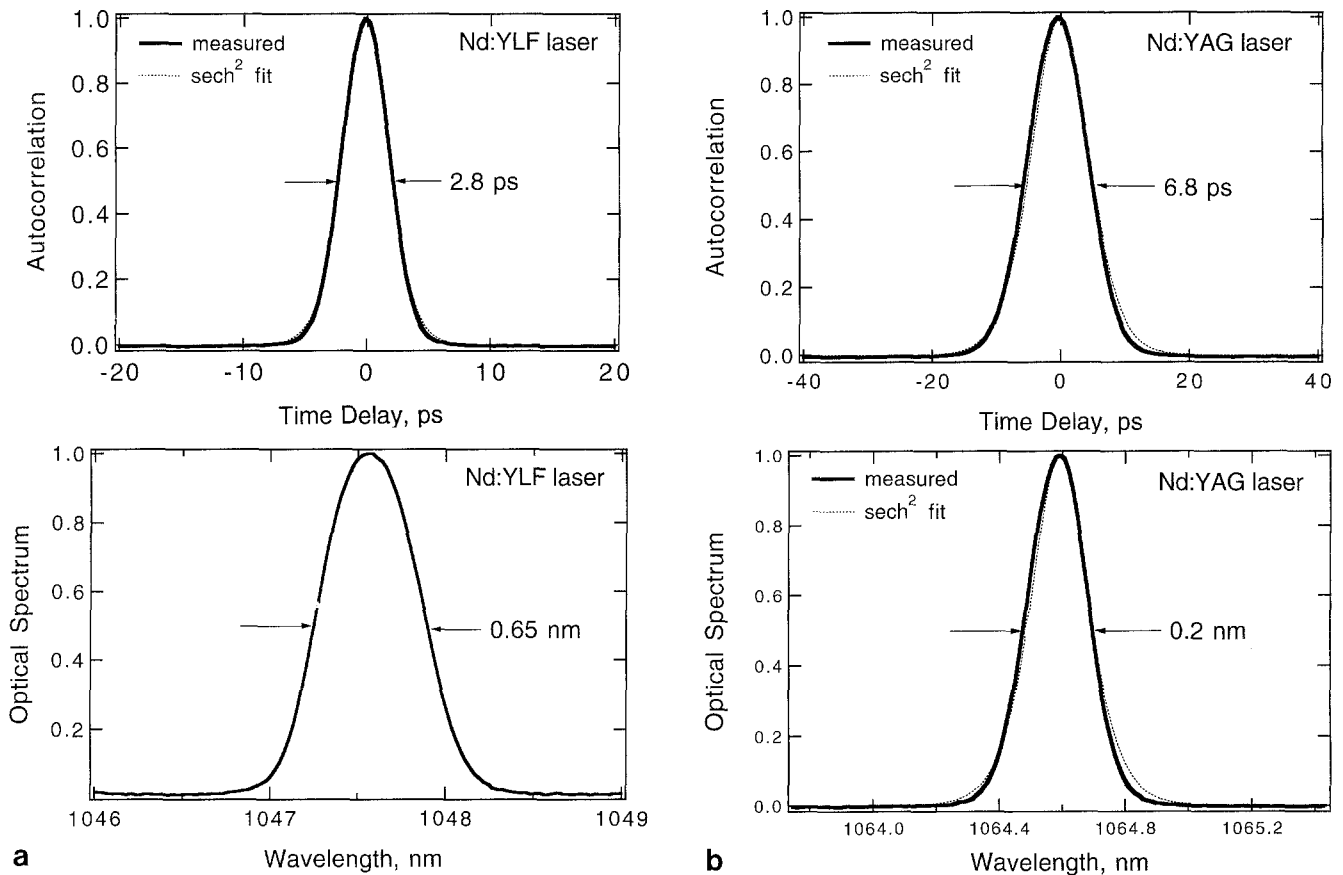 Nd:YLF laser
measured
sech² fit
Autocorrelation
1.0
0.8
0.6
0.4
0.2
0.0
2.8 ps
-20
-10
0
10
20
Time Delay, ps
Nd:YAG laser
measured
sech² fit
Autocorrelation
1.0
0.8
0.6
0.4
0.2
0.0
6.8 ps
-40
-20
0
20
40
Time Delay, ps
Nd:YLF laser
Optical Spectrum
1.0
0.8
0.6
0.4
0.2
0.65 nm
1046
1047
1048
1049
Wavelength, nm
a
Nd:YAG laser
measured
sech² fit
Optical Spectrum
1.0
0.8
0.6
0.4
0.2
0.0
0.2 nm
1064.0
1064.4
1064.8
1065.2
Wavelength, nm
b